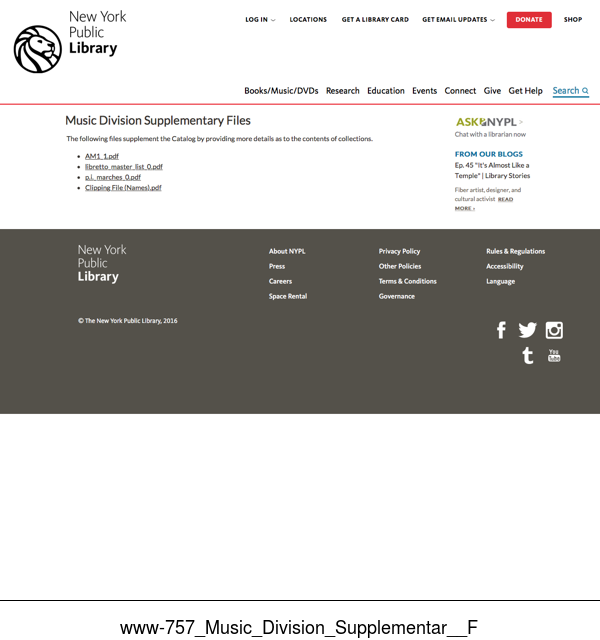 New York
Public
Library
LOG IN
LOCATIONS
GET A LIBRARY CARD
GET EMAIL UPDATES
DONATE
SHOP
Books/Music/DVDs
Research
Education
Events
Connect
Give
Get Help
Search
Music Division Supplementary Files
The following files supplement the Catalog by providing more details as to the contents of collections.
AM1_1.pdf
libretto_master_list_0.pdf
p.i._marches_0.pdf
Clipping File (Names).pdf
ASK NYPL >
Chat with a librarian now
FROM OUR BLOGS
Ep. 45 "It's Almost Like a
Temple" | Library Stories
Fiber artist, designer, and
cultural activist READ
MORE ›
New York
Public
Library
About NYPL
Press
Careers
Space Rental
Privacy Policy
Other Policies
Terms & Conditions
Governance
Rules & Regulations
Accessibility
Language
© The New York Public Library, 2016
You
Tube
www-757_Music_Division_Supplementar__F